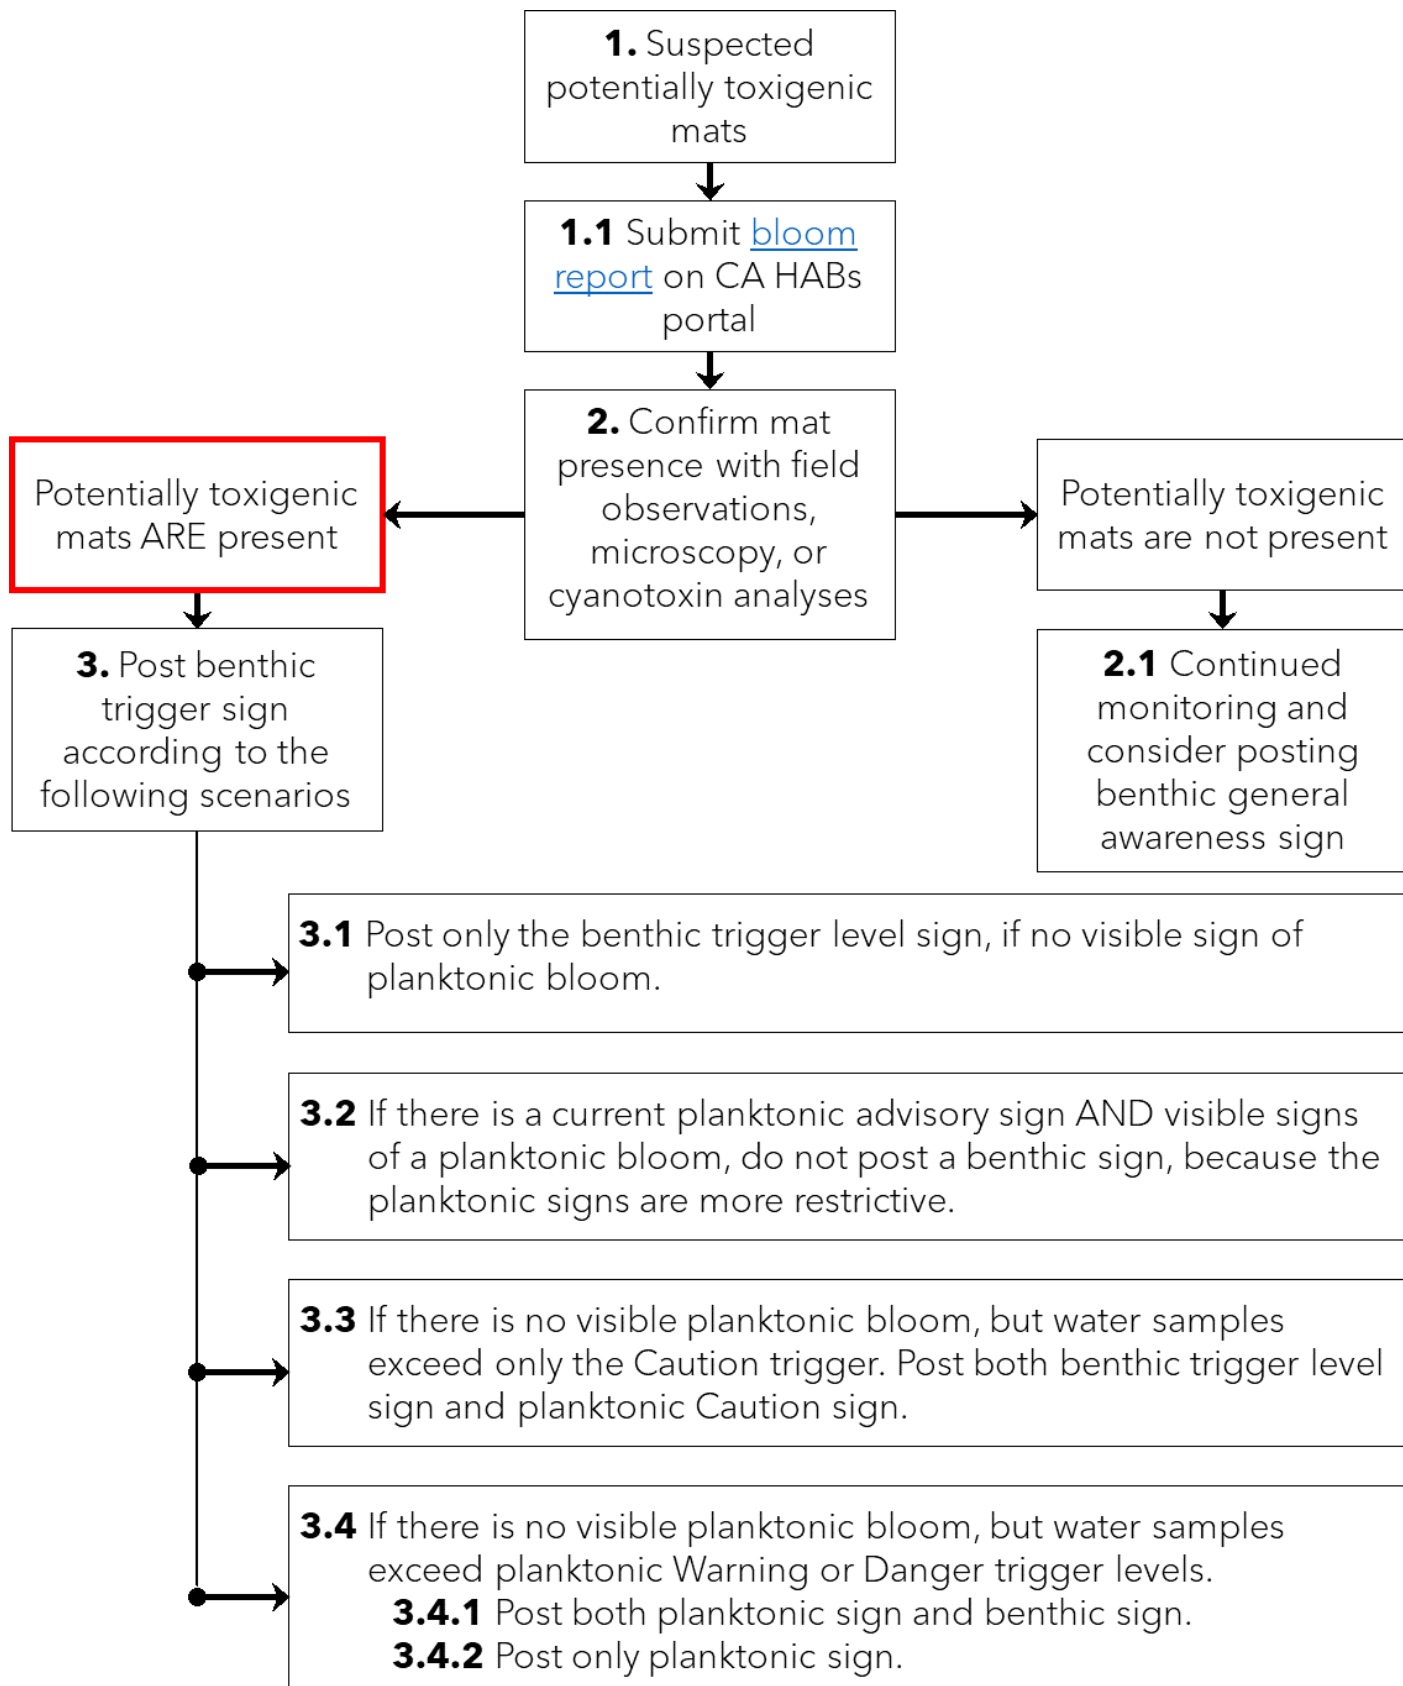 1. Suspected
potentially toxigenic
mats
1.1 Submit bloom
report on CA HABs
portal
2. Confirm mat
presence with field
observations,
microscopy, or
cyanotoxin analyses
Potentially toxigenic
mats ARE present
Potentially toxigenic
mats are not present
3. Post benthic
trigger sign
according to the
following scenarios
2.1 Continued
monitoring and
consider posting
benthic general
awareness sign
3.1 Post only the benthic trigger level sign, if no visible sign of
planktonic bloom.
3.2 If there is a current planktonic advisory sign AND visible signs
of a planktonic bloom, do not post a benthic sign, because the
planktonic signs are more restrictive.
3.3 If there is no visible planktonic bloom, but water samples
exceed only the Caution trigger. Post both benthic trigger level
sign and planktonic Caution sign.
3.4 If there is no visible planktonic bloom, but water samples
exceed planktonic Warning or Danger trigger levels.
3.4.1 Post both planktonic sign and benthic sign.
3.4.2 Post only planktonic sign.